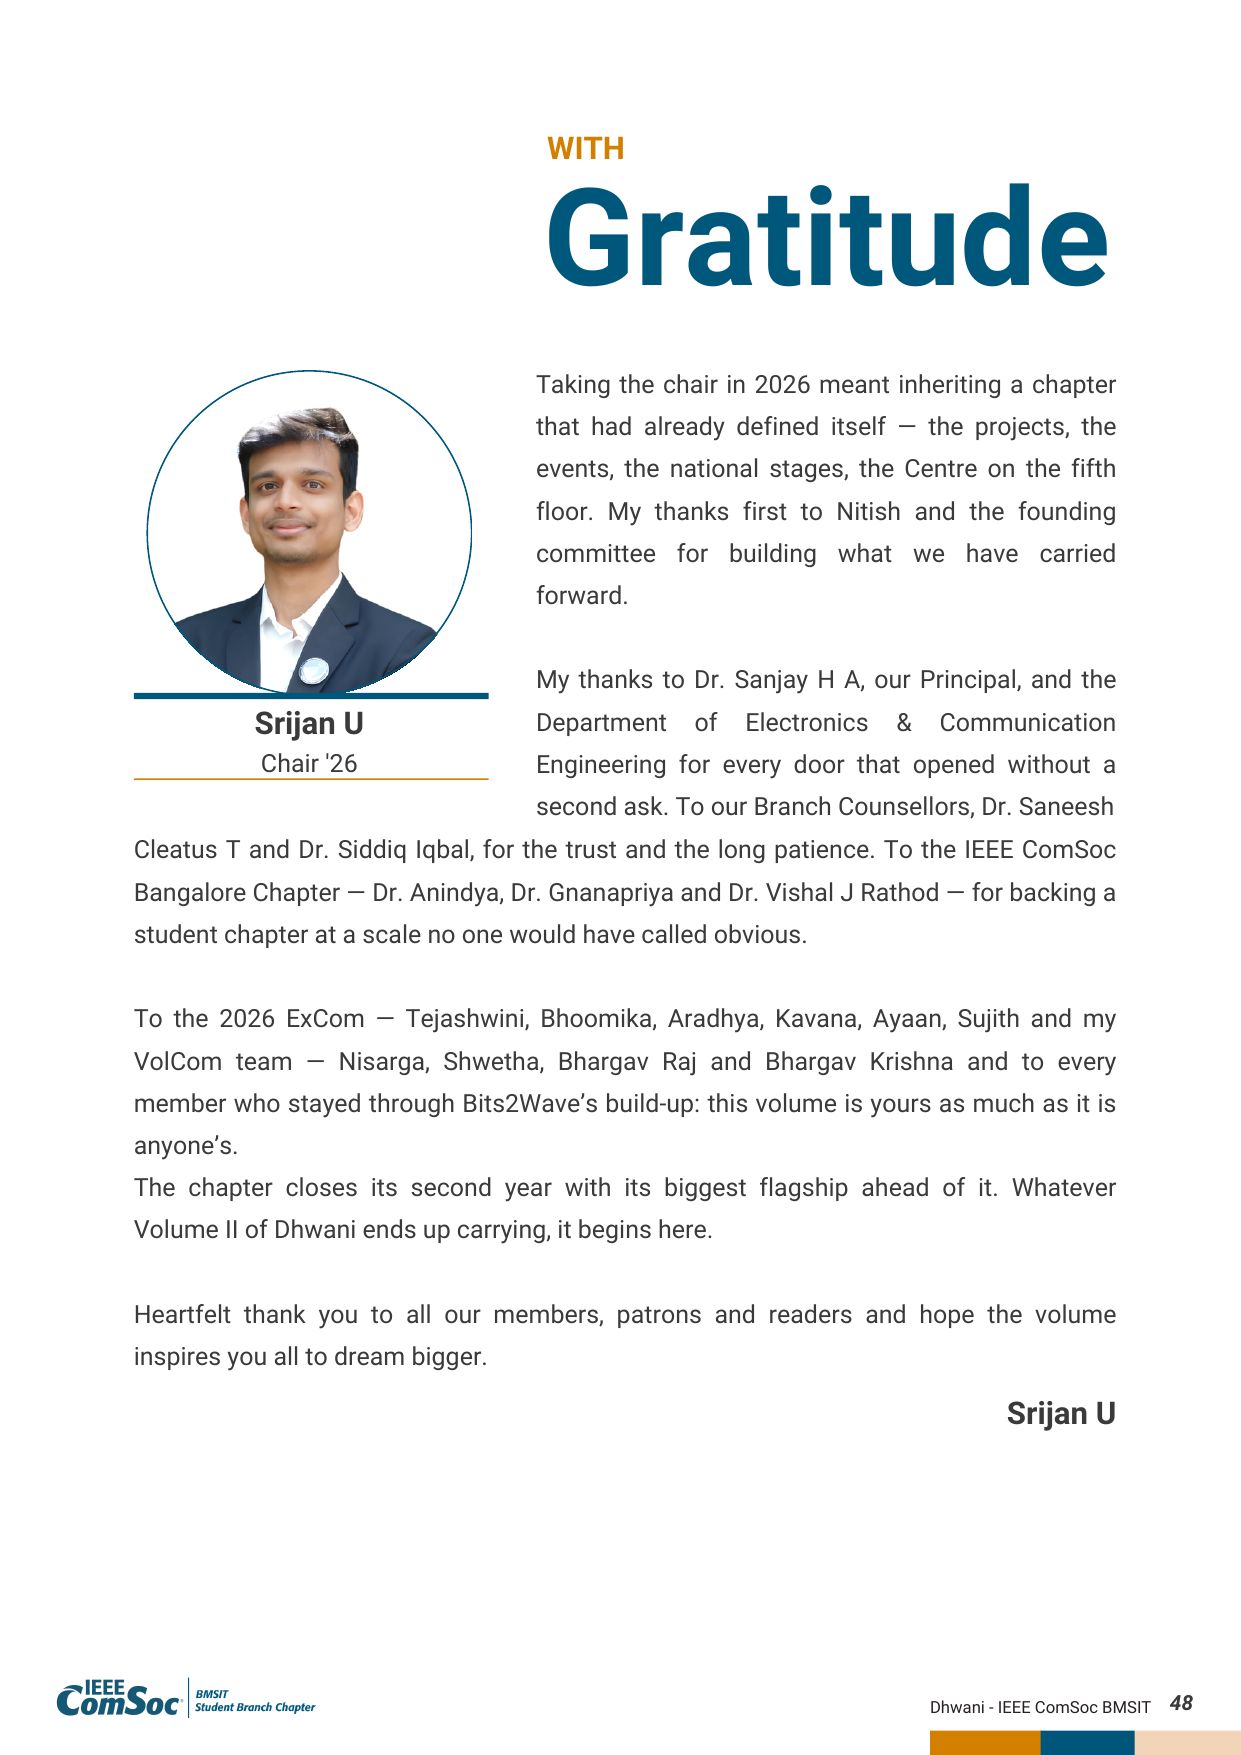 WITH
Gratitude
Taking the chair in 2026 meant inheriting a chapter
that had already defined itself — the projects, the
events, the national stages, the Centre on the fifth
floor. My thanks first to Nitish and the founding
committee for building what we have carried
forward.
My thanks to Dr. Sanjay H A, our Principal, and the
Department of Electronics & Communication
Engineering for every door that opened without a
second ask. To our Branch Counsellors, Dr. Saneesh
Srijan U
Chair '26
Cleatus T and Dr. Siddiq Iqbal, for the trust and the long patience. To the IEEE ComSoc
Bangalore Chapter — Dr. Anindya, Dr. Gnanapriya and Dr. Vishal J Rathod — for backing a
student chapter at a scale no one would have called obvious.
To the 2026 ExCom — Tejashwini, Bhoomika, Aradhya, Kavana, Ayaan, Sujith and my
VolCom team — Nisarga, Shwetha, Bhargav Raj and Bhargav Krishna and to every
member who stayed through Bits2Wave’s build-up: this volume is yours as much as it is
anyone’s.
The chapter closes its second year with its biggest flagship ahead of it. Whatever
Volume II of Dhwani ends up carrying, it begins here.
Heartfelt thank you to all our members, patrons and readers and hope the volume
inspires you all to dream bigger.
Srijan U
IEEE
ComSoc
BMSIT
Student Branch Chapter
Dhwani - IEEE ComSoc BMSIT 48